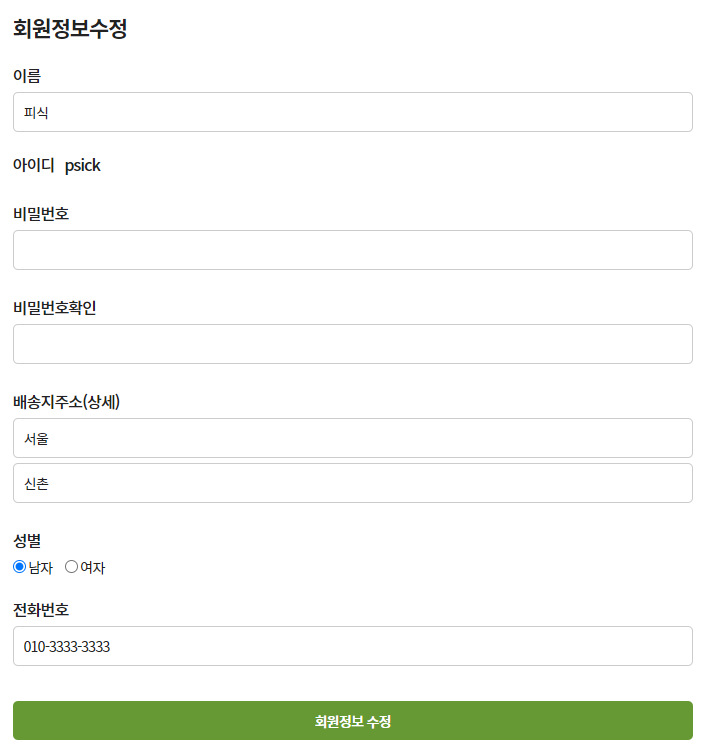 회원정보수정
이름
피식
아이디 psick
비밀번호
비밀번호확인
배송지주소(상세)
서울
신촌
성별
남자 여자
전화번호
010-3333-3333
회원정보 수정